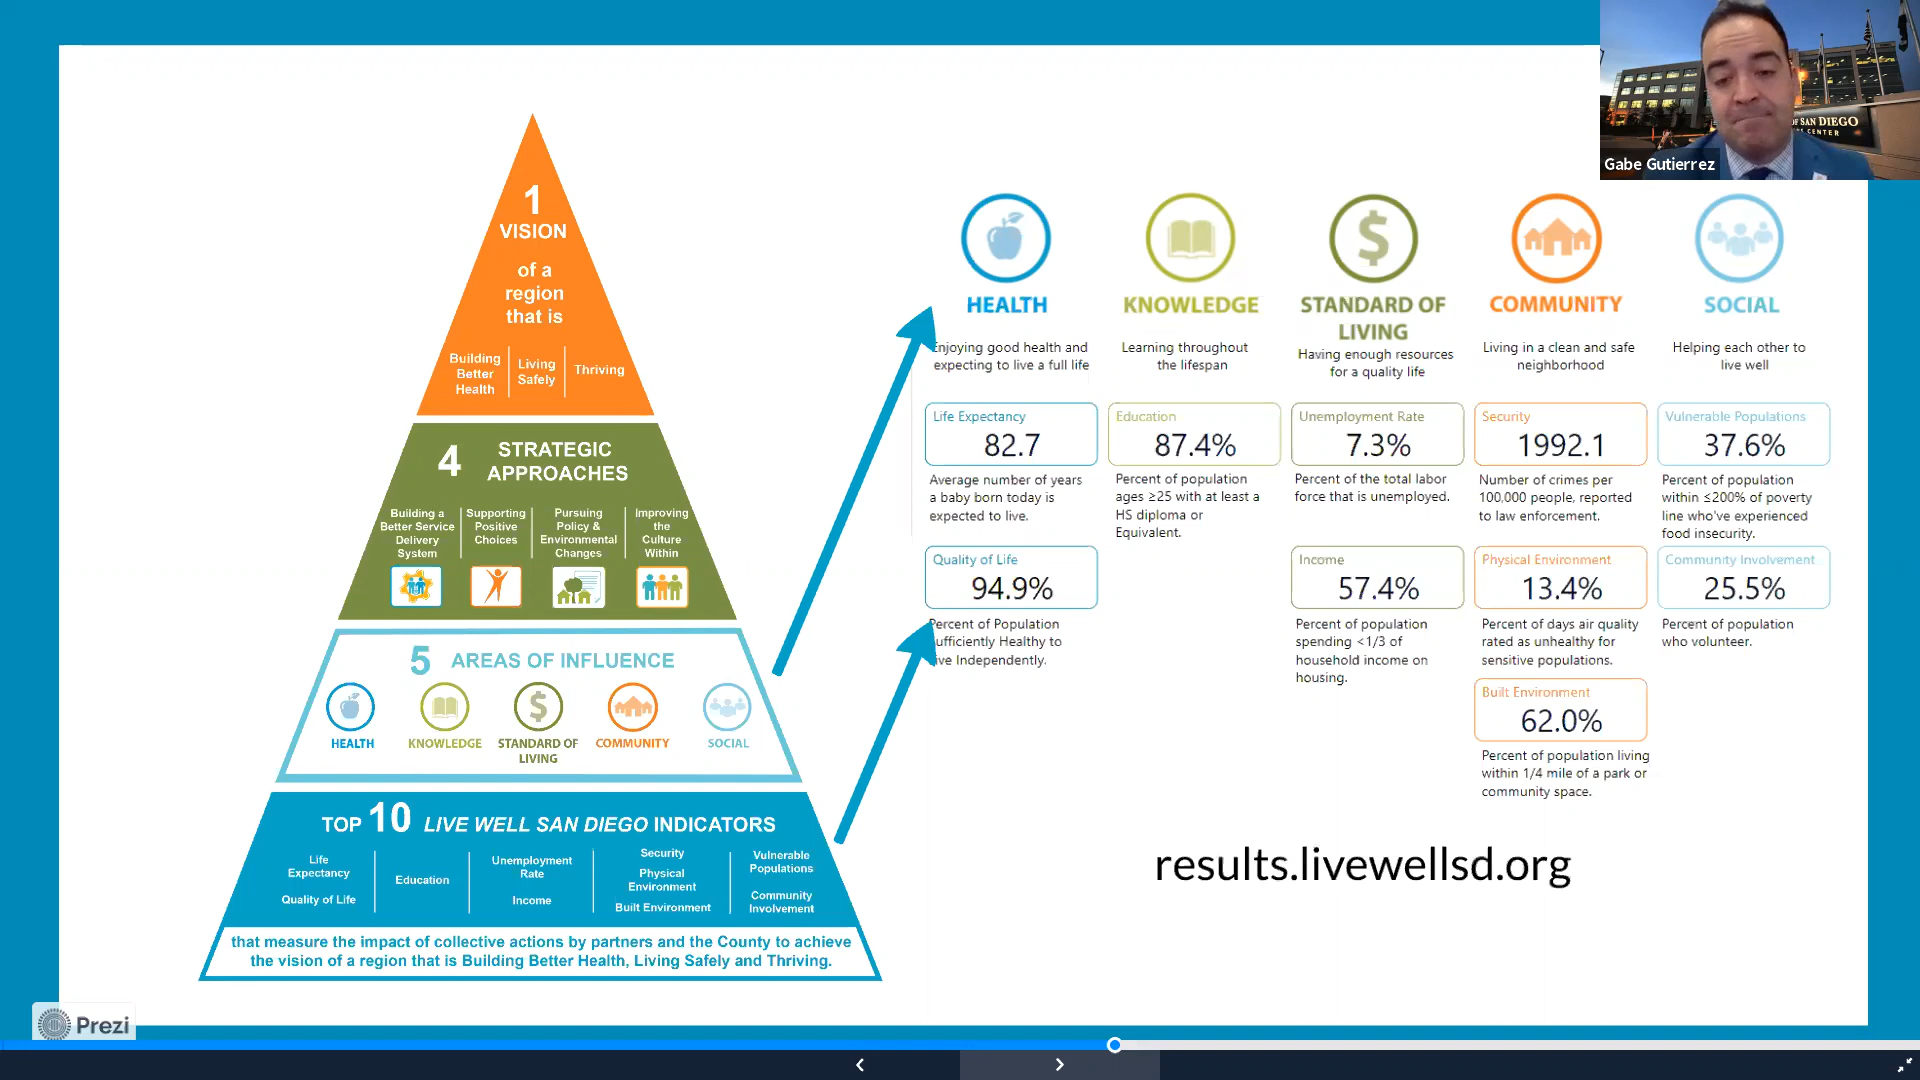 1
VISION
of a
region
that is
Building
Better
Health
Living
Safely
Thriving
4
STRATEGIC
APPROACHES
Building a
Better Service
Delivery
System
Supporting
Positive
Choices
Pursuing
Policy &
Environmental
Changes
Improving
the
Culture
Within
5 AREAS OF INFLUENCE
HEALTH
KNOWLEDGE
STANDARD OF
LIVING
COMMUNITY
SOCIAL
TOP 10 LIVE WELL SAN DIEGO INDICATORS
Life
Expectancy
Quality of Life
Education
Unemployment
Rate
Income
Security
Physical
Environment
Built Environment
Vulnerable
Populations
Community
Involvement
that measure the impact of collective actions by partners and the County to achieve
the vision of a region that is Building Better Health, Living Safely and Thriving.
HEALTH
Enjoying good health and
expecting to live a full life
Life Expectancy
82.7
Average number of years
a baby born today is
expected to live.
Quality of Life
94.9%
Percent of Population
Sufficiently Healthy to
Live Independently.
KNOWLEDGE
Learning throughout
the lifespan
Education
87.4%
Percent of population
ages ≥25 with at least a
HS diploma or
Equivalent.
STANDARD OF
LIVING
Having enough resources
for a quality life
Unemployment Rate
7.3%
Percent of the total labor
force that is unemployed.
Income
57.4%
Percent of population
spending <1/3 of
household income on
housing.
COMMUNITY
Living in a clean and safe
neighborhood
Security
1992.1
Number of crimes per
100,000 people, reported
to law enforcement.
Physical Environment
13.4%
Percent of days air quality
rated as unhealthy for
sensitive populations.
Built Environment
62.0%
Percent of population living
within 1/4 mile of a park or
community space.
SOCIAL
Helping each other to
live well
Vulnerable Populations
37.6%
Percent of population
within ≤200% of poverty
line who've experienced
food insecurity.
Community Involvement
25.5%
Percent of population
who volunteer.
results.livewellsd.org
OF SAN DIEGO
CENTER
Gabe Gutierrez
Prezi